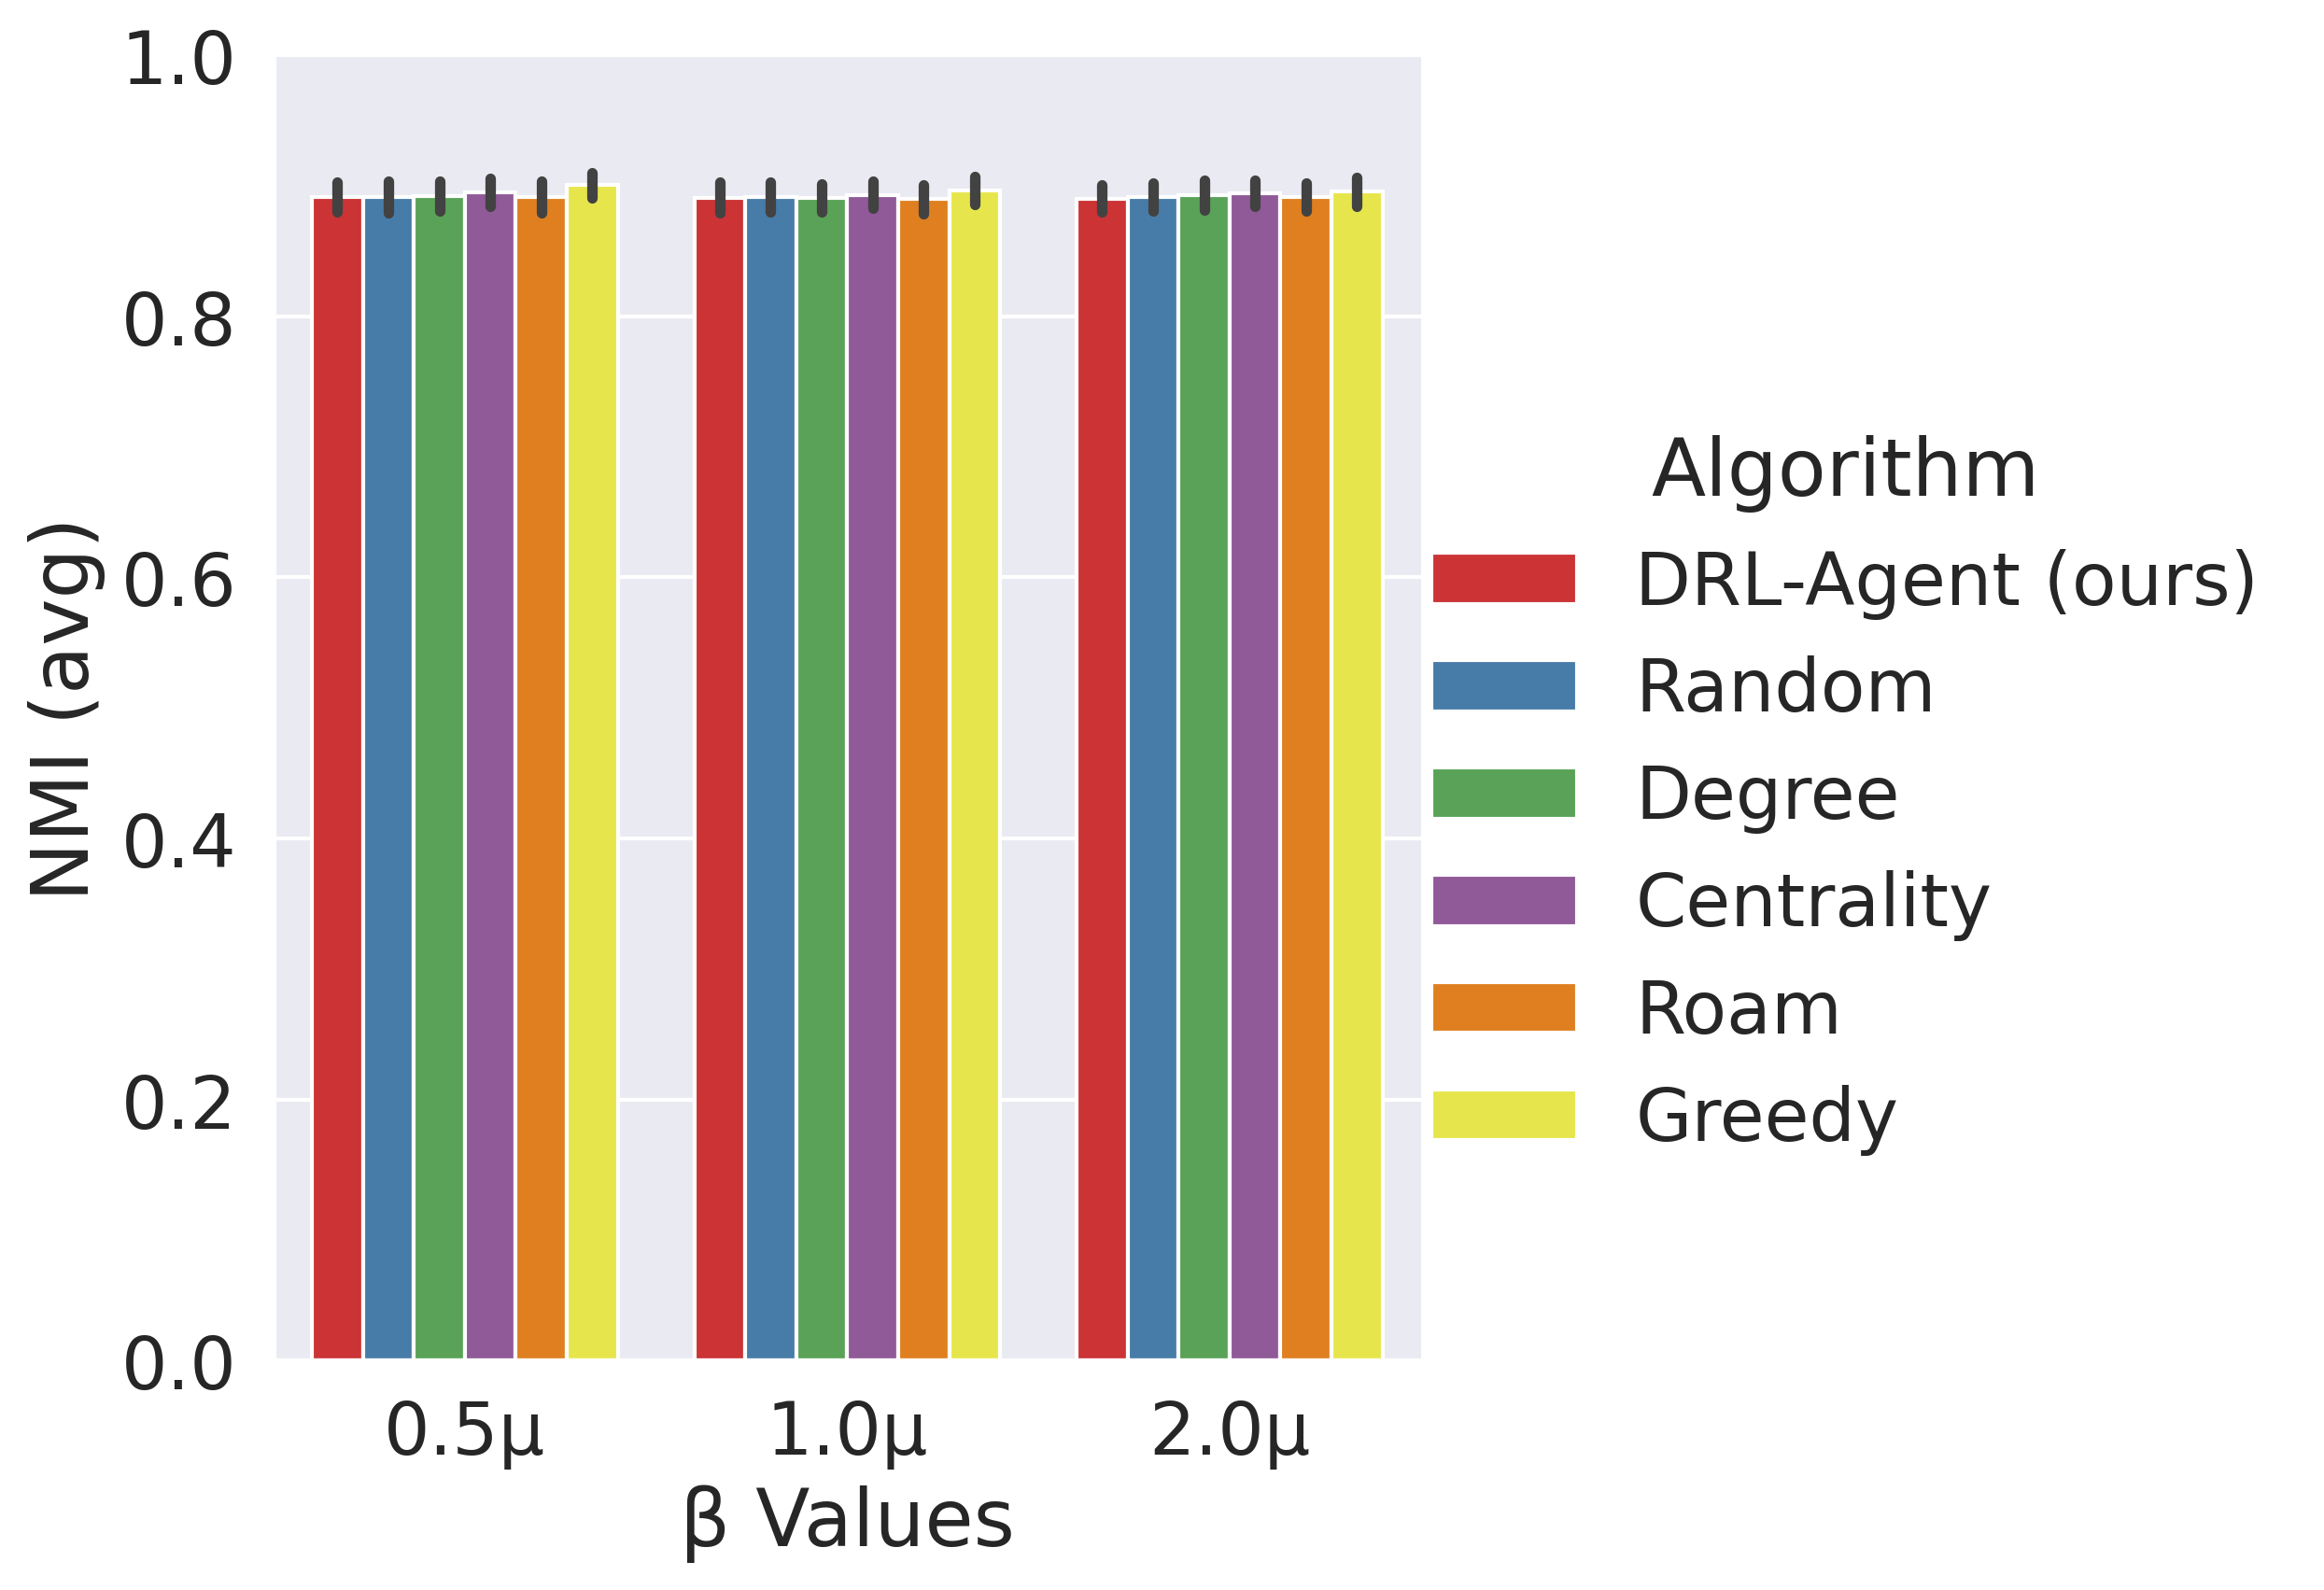 1.0
0.8
0.6
0.4
0.2
0.0
NMI (avg)
0.5μ 1.0μ 2.0μ
β Values
Algorithm
DRL-Agent (ours)
Random
Degree
Centrality
Roam
Greedy